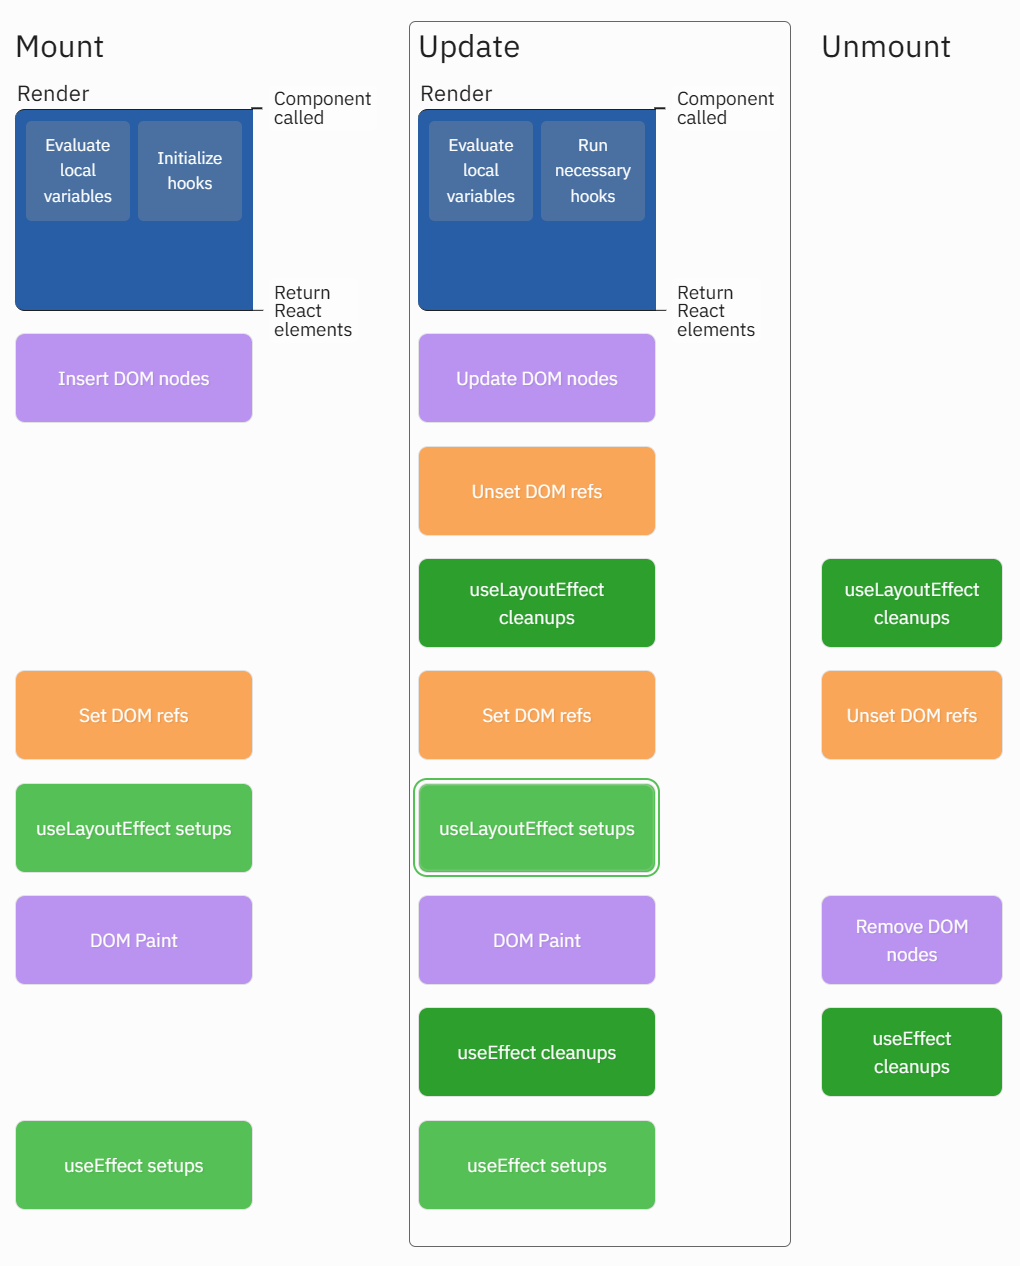 Mount
Render
Component
called
Evaluate
local
variables
Initialize
hooks
Return
React
elements
Insert DOM nodes
Set DOM refs
useLayoutEffect setups
DOM Paint
useEffect setups
Update
Render
Component
called
Evaluate
local
variables
Run
necessary
hooks
Return
React
elements
Update DOM nodes
Unset DOM refs
useLayoutEffect
cleanups
Set DOM refs
useLayoutEffect setups
DOM Paint
useEffect cleanups
useEffect setups
Unmount
useLayoutEffect
cleanups
Unset DOM refs
Remove DOM
nodes
useEffect
cleanups